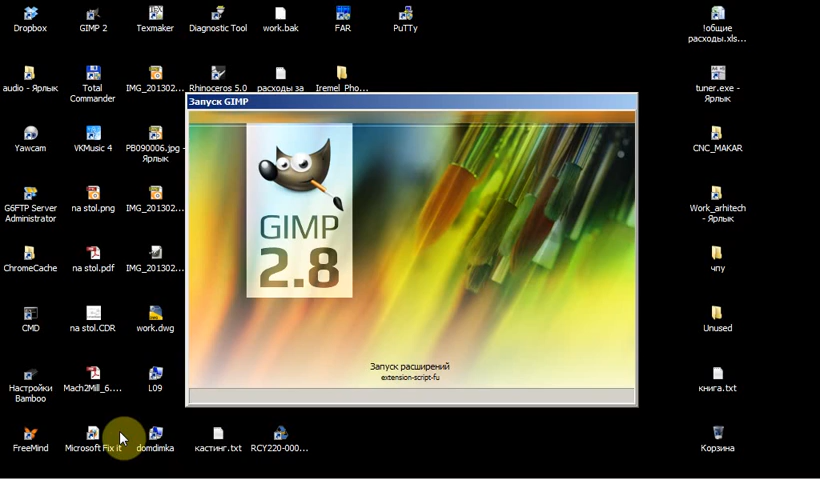 Dropbox
GIMP 2
Texmaker
Diagnostic Tool
work.bak
FAR
PuTTy
!общие
расходы.xls...
audio - Ярлык
Total
Commander
IMG_201302...
Rhinoceros 5.0
расходы за
Iremel_Pho...
tuner.exe -
Ярлык
Запуск GIMP
Yawcam
VKMusic 4
PB090006.jpg -
Ярлык
CNC_MAKAR
G6FTP Server
Administrator
na stol.png
IMG_201302...
GIMP
2.8
Work_arhitech
- Ярлык
ChromeCache
na stol.pdf
IMG_201302...
чпу
CMD
na stol.CDR
work.dwg
Unused
Запуск расширений
extension-script-fu
Настройки
Bamboo
Mach2Mill_6....
L09
книга.txt
FreeMind
Microsoft Fix it
domdimka
кастинг.txt
RCY220-000...
Корзина